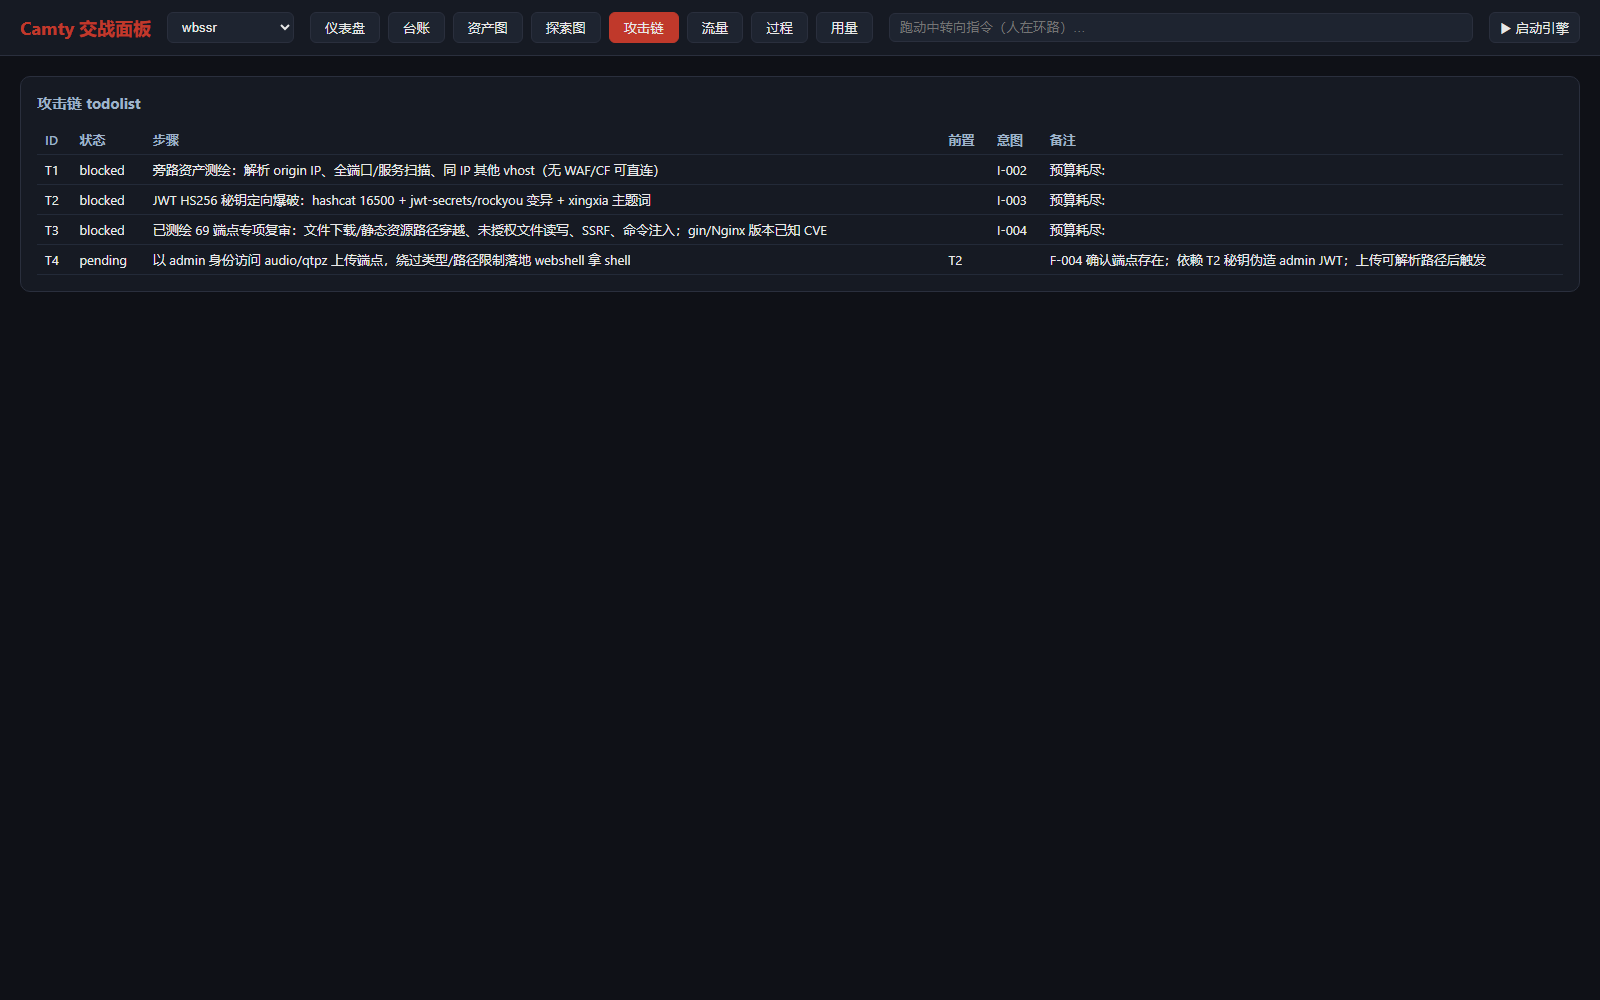 Camty 交战面板 wbssr 仪表盘 台账 资产图 探索图 攻击链 流量 过程 用量 跑动中转向指令（人在环路）… ▶ 启动引擎
攻击链 todolist
ID 状态 步骤 前置 意图 备注
T1 blocked 旁路资产测绘：解析 origin IP、全端口/服务扫描、同 IP 其他 vhost（无 WAF/CF 可直连） I-002 预算耗尽:
T2 blocked JWT HS256 秘钥定向爆破：hashcat 16500 + jwt-secrets/rockyou 变异 + xingxia 主题词 I-003 预算耗尽:
T3 blocked 已测绘 69 端点专项复审：文件下载/静态资源路径穿越、未授权文件读写、SSRF、命令注入；gin/Nginx 版本已知 CVE I-004 预算耗尽:
T4 pending 以 admin 身份访问 audio/qtpz 上传端点，绕过类型/路径限制落地 webshell 拿 shell T2 F-004 确认端点存在；依赖 T2 秘钥伪造 admin JWT；上传可解析路径后触发